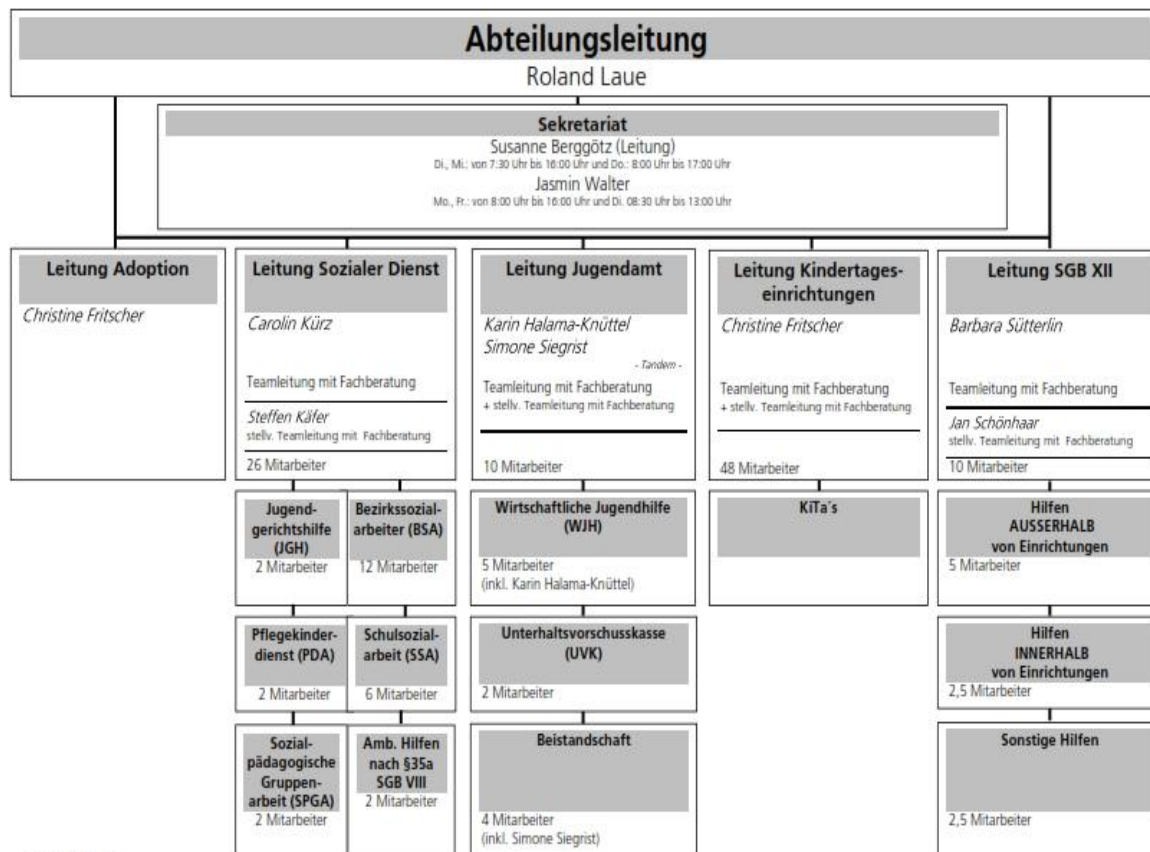 Abteilungsleitung
Roland Laue
Sekretariat
Susanne Berggötz (Leitung)
Di., Mi.: von 7:30 Uhr bis 16:00 Uhr und Do.: 8:00 Uhr bis 17:00 Uhr
Jasmin Walter
Mo., Fr.: von 8:00 Uhr bis 16:00 Uhr und Di. 08:30 Uhr bis 13:00 Uhr
Leitung Adoption
Christine Fritscher
Leitung Sozialer Dienst
Carolin Kürz
Teamleitung mit Fachberatung
Steffen Käfer
stellv. Teamleitung mit Fachberatung
26 Mitarbeiter
Jugend-
gerichtshilfe
(JGH)
2 Mitarbeiter
Bezirkssozial-
arbeiter (BSA)
12 Mitarbeiter
Pflegekinder-
dienst (PDA)
2 Mitarbeiter
Schulsozial-
arbeit (SSA)
6 Mitarbeiter
Sozial-
pädagogische
Gruppen-
arbeit (SPGA)
2 Mitarbeiter
Amb. Hilfen
nach §35a
SGB VIII
2 Mitarbeiter
Leitung Jugendamt
Karin Halama-Knüttel
Simone Siegrist
- Tandem -
Teamleitung mit Fachberatung
+ stellv. Teamleitung mit Fachberatung
10 Mitarbeiter
Wirtschaftliche Jugendhilfe
(WJH)
5 Mitarbeiter
(inkl. Karin Halama-Knüttel)
Unterhaltsvorschusskasse
(UVK)
2 Mitarbeiter
Beistandschaft
4 Mitarbeiter
(inkl. Simone Siegrist)
Leitung Kindertages-
einrichtungen
Christine Fritscher
Teamleitung mit Fachberatung
+ stellv. Teamleitung mit Fachberatung
48 Mitarbeiter
KiTa´s
Leitung SGB XII
Barbara Sütterlin
Teamleitung mit Fachberatung
Jan Schönhaar
stellv. Teamleitung mit Fachberatung
10 Mitarbeiter
Hilfen
AUSSERHALB
von Einrichtungen
5 Mitarbeiter
Hilfen
INNERHALB
von Einrichtungen
2,5 Mitarbeiter
Sonstige Hilfen
2,5 Mitarbeiter